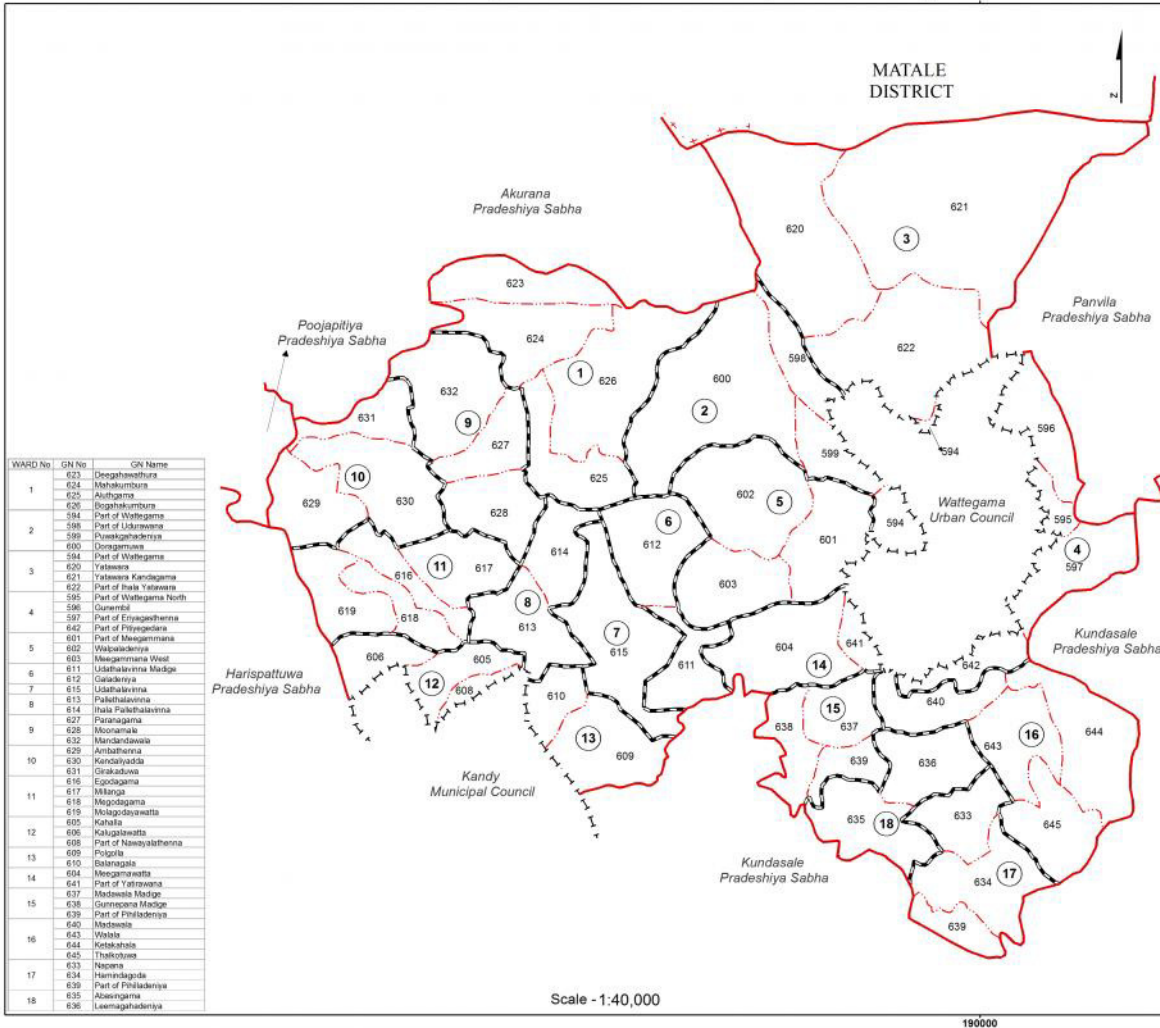 MATALE
DISTRICT
Z
Akurana
Pradeshiya Sabha
Poojapitiya
Pradeshiya Sabha
Panvila
Pradeshiya Sabha
Wattegama
Urban Council
Kundasale
Pradeshiya Sabha
Harispattuwa
Pradeshiya Sabha
Kandy
Municipal Council
Kundasale
Pradeshiya Sabha
621
620
3
623
622
624
598
1
626
600
632
2
631
9
627
596
594
599
10
625
602
5
629
630
628
594
595
6
601
4
614
612
597
617
11
616
603
8
619
618
613
7
615
604
641
611
606
605
14
642
12
608
610
640
15
638
637
16
644
13
643
609
639
636
635
18
633
645
634
17
639
WARD No GN No GN Name
1
623 Deegahawathura
624 Mahakumbura
625 Aluthgama
626 Bogahakumbura
2
594 Part of Wattegama
598 Part of Udurawana
599 Puwakgahadeniya
600 Doragamuwa
3
594 Part of Wattegama
620 Yatawara
621 Yatawara Kandagama
622 Part of Ihala Yatawara
4
595 Part of Wattegama North
596 Gunembil
597 Part of Eriyagasthenna
642 Part of Pitiyegedara
5
601 Part of Meegammana
602 Walpaladeniya
603 Meegammana West
6
611 Udathalavinna Madige
612 Galadeniya
7
615 Udathalavinna
8
613 Pallethalavinna
614 Ihala Pallethalavinna
9
627 Paranagama
628 Moonamale
632 Mandandawala
10
629 Ambathenna
630 Kendaliyadda
631 Girakaduwa
11
616 Egodagama
617 Millanga
618 Megodagama
619 Molagodayawatta
12
605 Kahalla
606 Kalugalawatta
608 Part of Nawayalathenna
13
609 Polgolla
610 Balanagala
14
604 Meegamawatta
641 Part of Yatirawana
15
637 Madawala Madige
638 Gunnepana Madige
639 Part of Pihilladeniya
16
640 Madawala
643 Walala
644 Ketakahala
645 Thalkotuwa
17
633 Napana
634 Hamindagoda
639 Part of Pihilladeniya
18
635 Abasingama
636 Leemagahadeniya
Scale - 1:40,000
190000